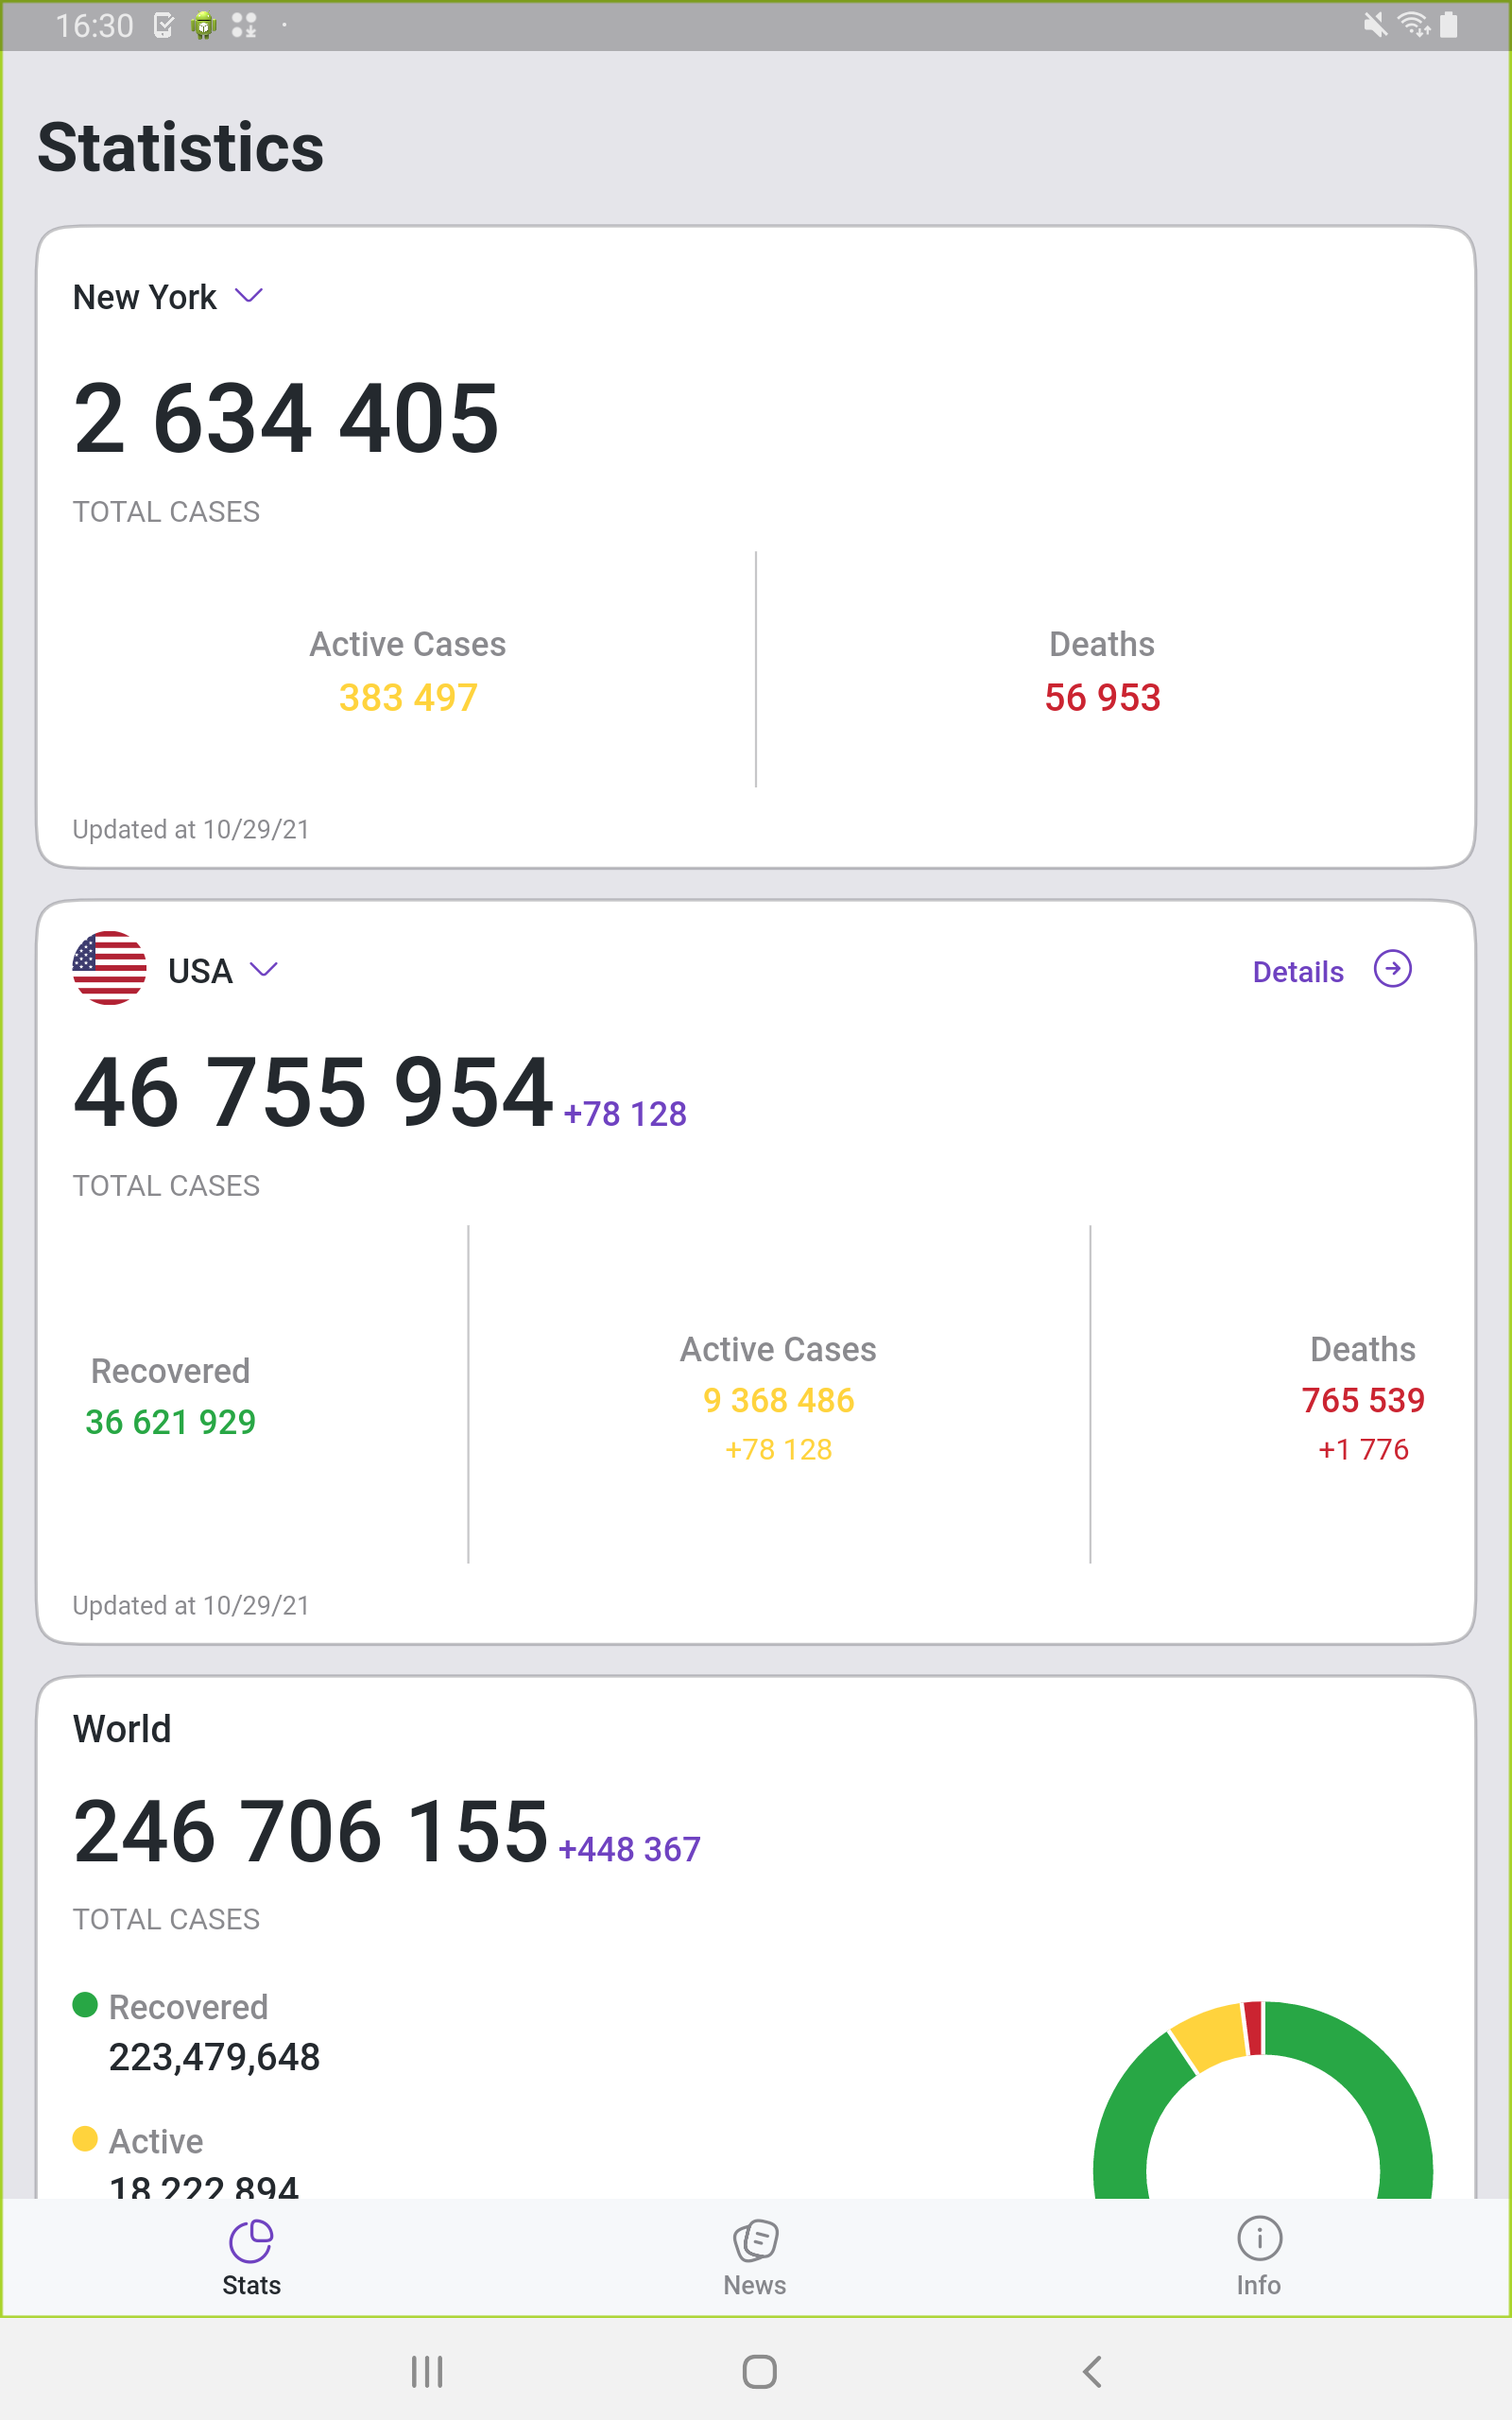 16:30
Statistics
New York
2 634 405
TOTAL CASES
Active Cases
383 497
Deaths
56 953
Updated at 10/29/21
USA
Details
46 755 954 +78 128
TOTAL CASES
Recovered
36 621 929
Active Cases
9 368 486
+78 128
Deaths
765 539
+1 776
Updated at 10/29/21
World
246 706 155 +448 367
TOTAL CASES
Recovered
223,479,648
Active
18,222,894
Stats
News
Info